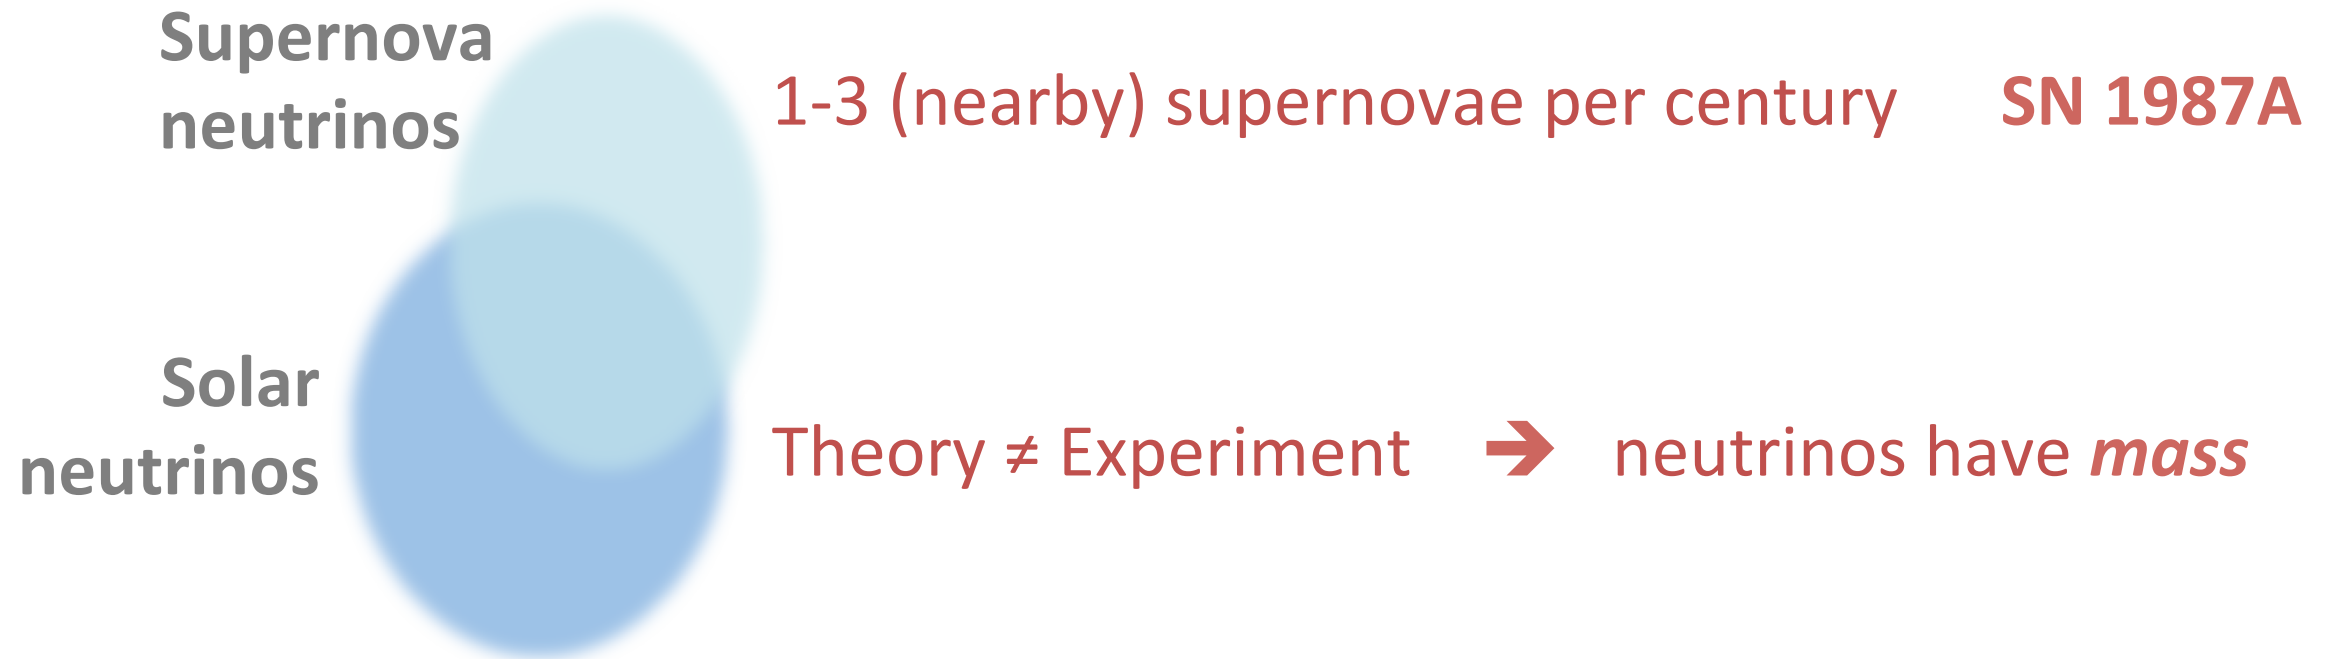 Supernova
neutrinos
1-3 (nearby) supernovae per century SN 1987A
Solar
neutrinos
Theory ≠ Experiment ➔ neutrinos have mass